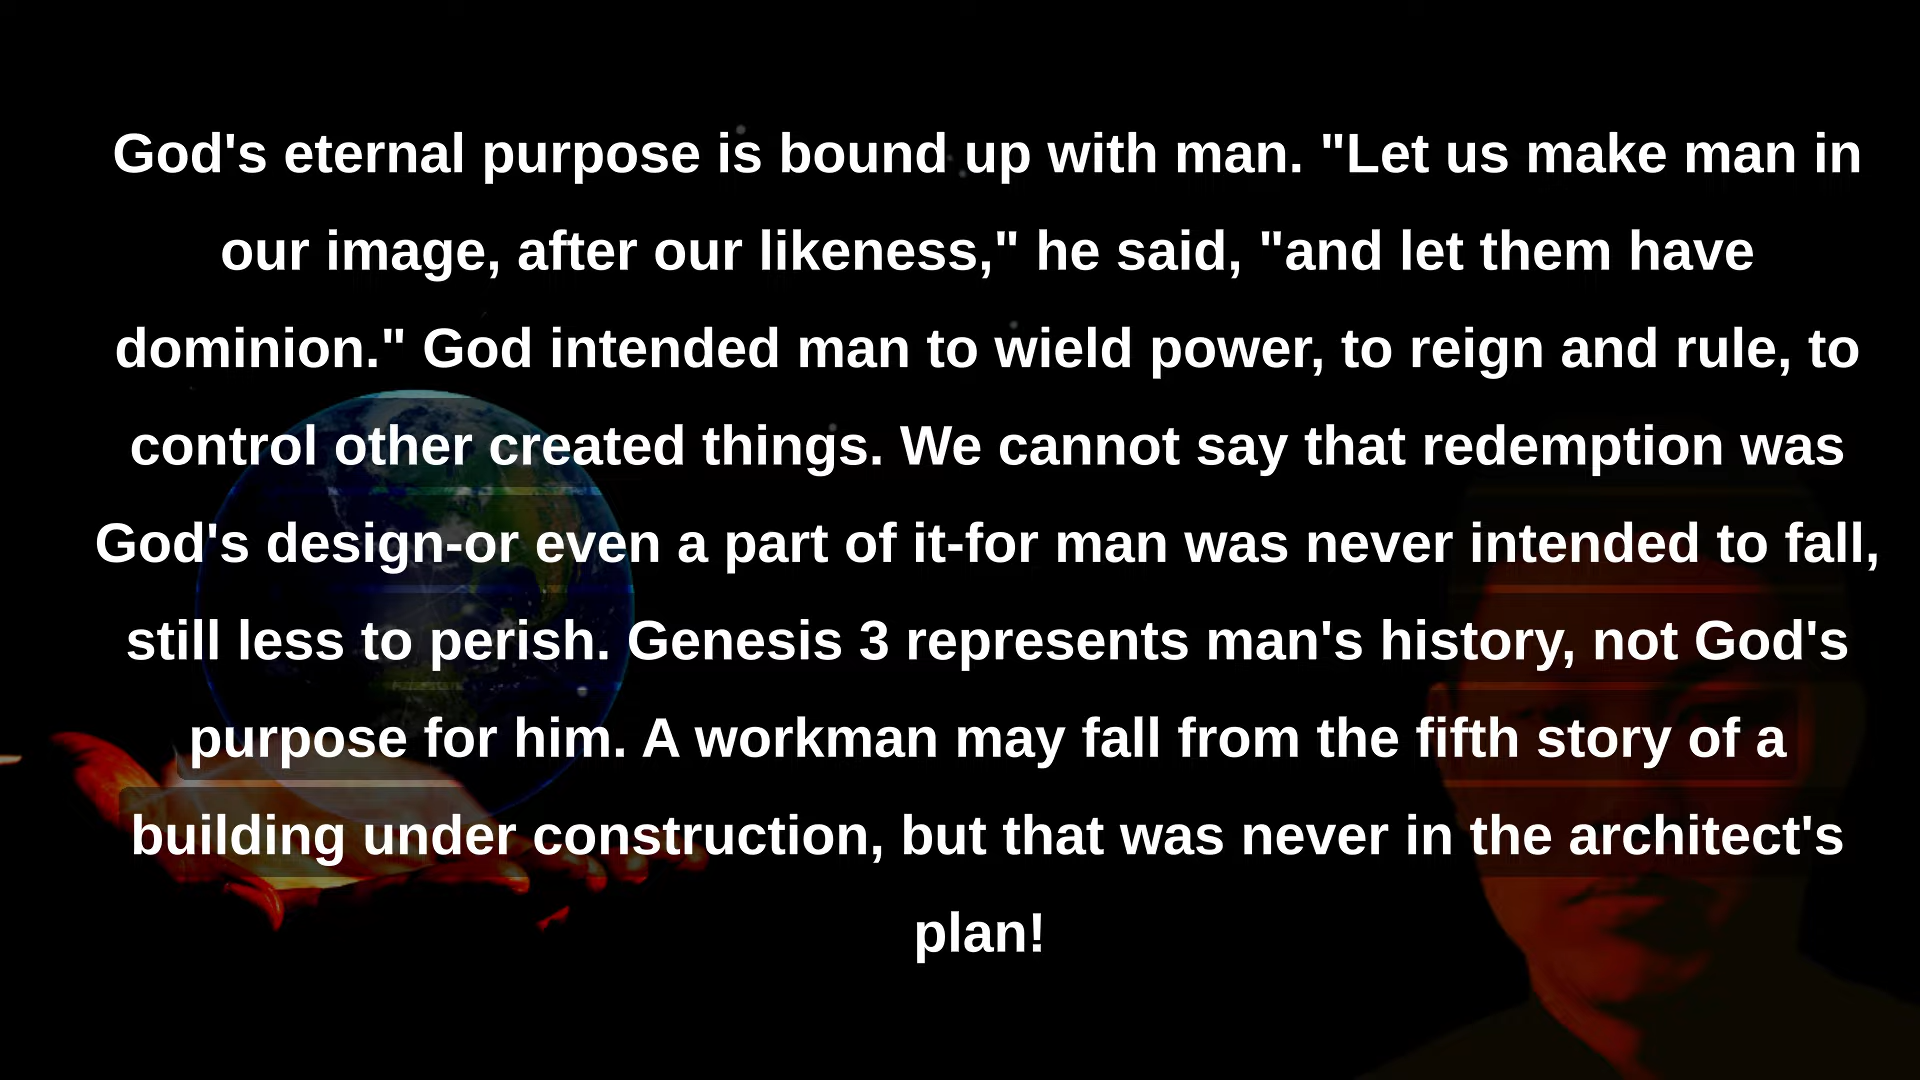 God's eternal purpose is bound up with man. "Let us make man in
our image, after our likeness," he said, "and let them have
dominion." God intended man to wield power, to reign and rule, to
control other created things. We cannot say that redemption was
God's design-or even a part of it-for man was never intended to fall,
still less to perish. Genesis 3 represents man's history, not God's
purpose for him. A workman may fall from the fifth story of a
building under construction, but that was never in the architect's
plan!